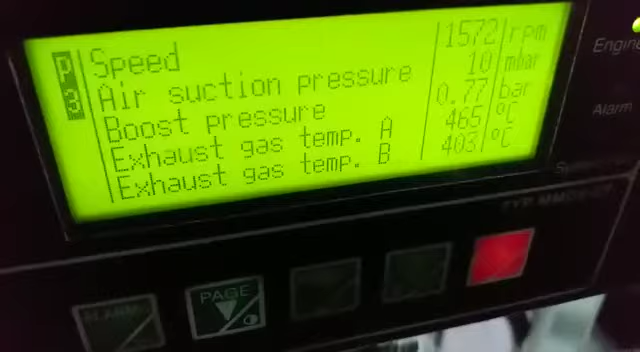 P3
Speed 1572 rpm
Air suction pressure 10 mbar
Boost pressure 0.77 bar
Exhaust gas temp. A 465 °C
Exhaust gas temp. B 403 °C
Engine
Alarm
ALARM
PAGE